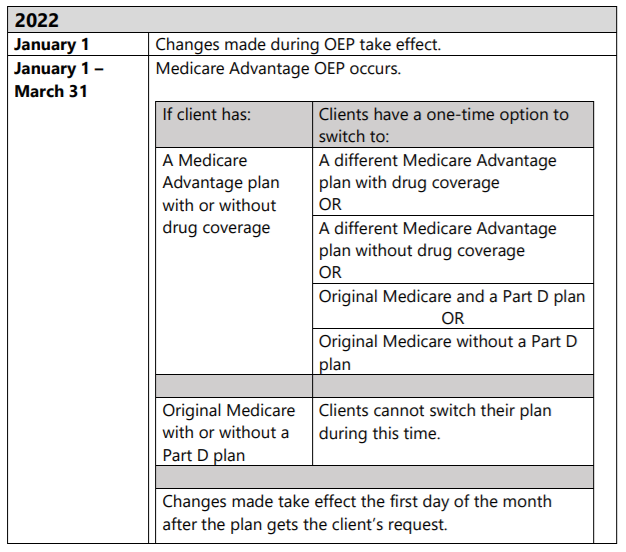 2022
January 1
Changes made during OEP take effect.
January 1 –
March 31
Medicare Advantage OEP occurs.
If client has:
Clients have a one-time option to
switch to:
A Medicare
Advantage plan
with or without
drug coverage
A different Medicare Advantage
plan with drug coverage
OR
A different Medicare Advantage
plan without drug coverage
OR
Original Medicare and a Part D plan
OR
Original Medicare without a Part D
plan
Original Medicare
with or without a
Part D plan
Clients cannot switch their plan
during this time.
Changes made take effect the first day of the month
after the plan gets the client’s request.